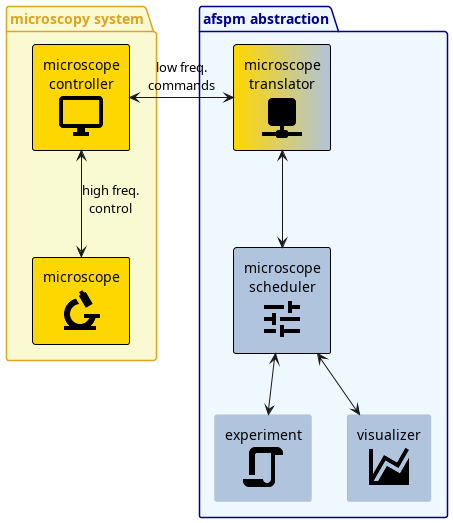 microscopy system
afspm abstraction
microscope
controller
low freq.
commands
microscope
translator
high freq.
control
microscope
microscope
scheduler
experiment
visualizer